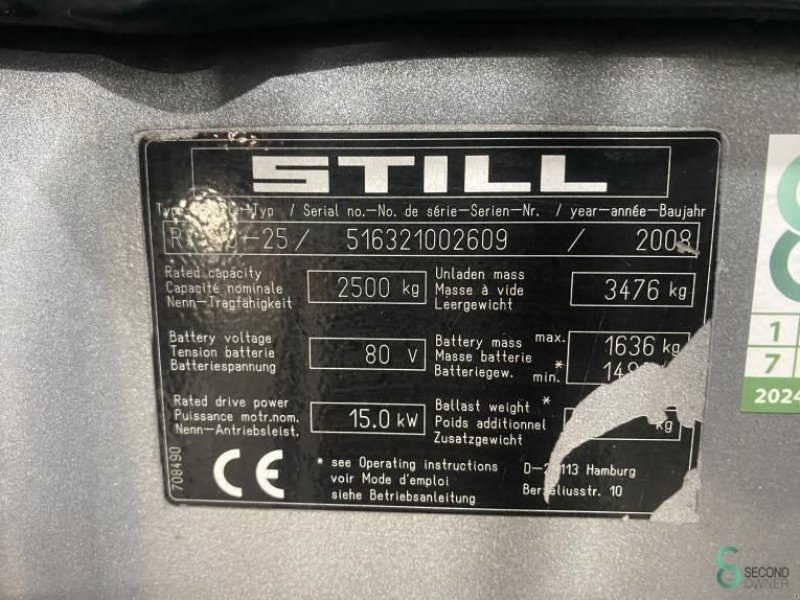 STILL
/ Serial no.–No. de série–Serien–Nr. / year–année–Baujahr
516321002609 / 2008
Rated capacity
Capacité nominale
Nenn–Tragfähigkeit
2500 kg
Unladen mass
Masse à vide
Leergewicht
3476 kg
Battery voltage
Tension batterie
Batteriespannung
80 V
Battery mass
Masse batterie
Batteriegew.
max.
* min.
1636 kg
Rated drive power
Puissance motr.nom.
Nenn–Antriebsleist.
15.0 kW
Ballast weight *
Poids additionnel
Zusatzgewicht
kg
708490
CE
* see Operating instructions
voir Mode d'emploi
siehe Betriebsanleitung
Hamburg
10
1
7
2024
SECOND
OWNER